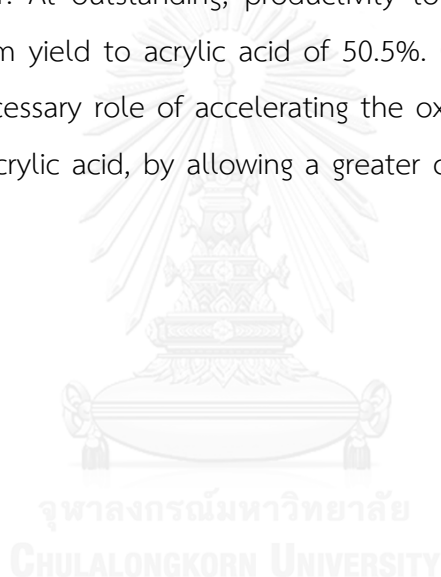 r. At outstanding, productivity to
m yield to acrylic acid of 50.5%.
cessary role of accelerating the ox
crylic acid, by allowing a greater
จุฬาลงกรณ์มหาวิทยาลัย
CHULALONGKORN UNIVERSITY